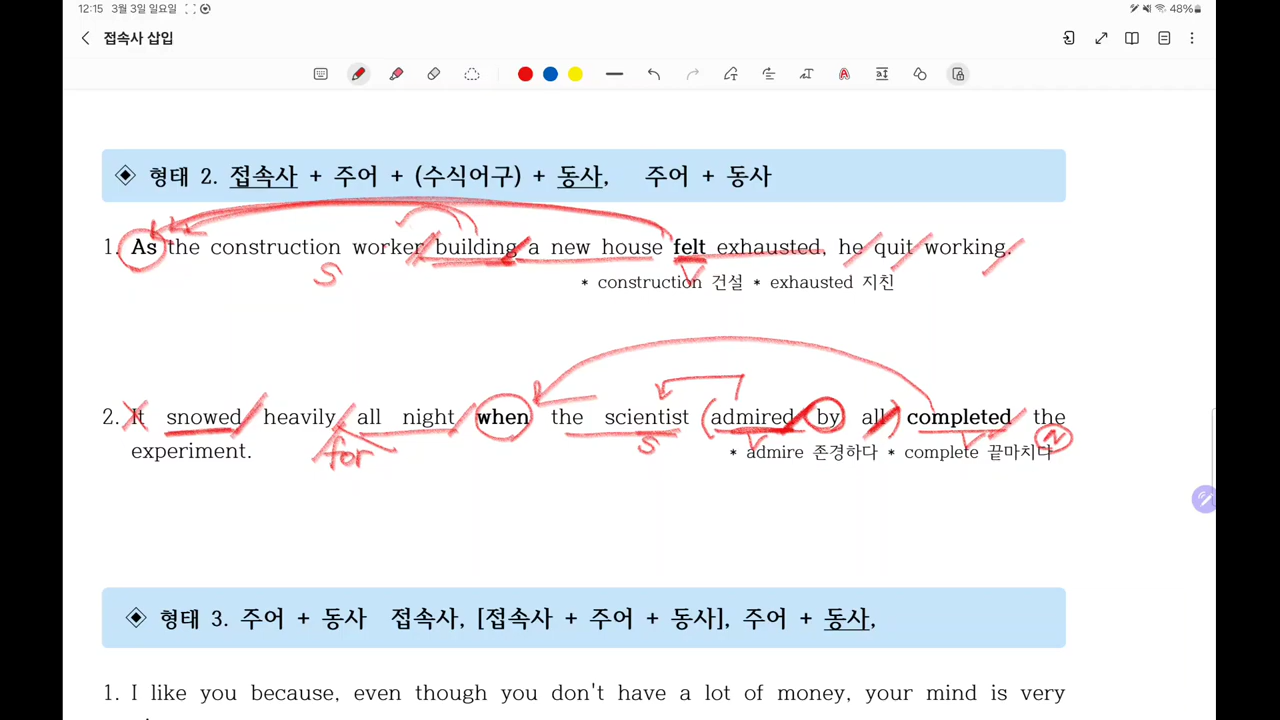 12:15 3월 3일 일요일
48%
접속사 삽입
◈ 형태 2. 접속사 + 주어 + (수식어구) + 동사, 주어 + 동사
1. As the construction worker building a new house felt exhausted, he quit working.
S V
* construction 건설 * exhausted 지친
2. It snowed heavily all night when the scientist (admired by all) completed the
for S V V N
experiment.
* admire 존경하다 * complete 끝마치다
◈ 형태 3. 주어 + 동사 접속사, [접속사 + 주어 + 동사], 주어 + 동사,
1. I like you because, even though you don't have a lot of money, your mind is very